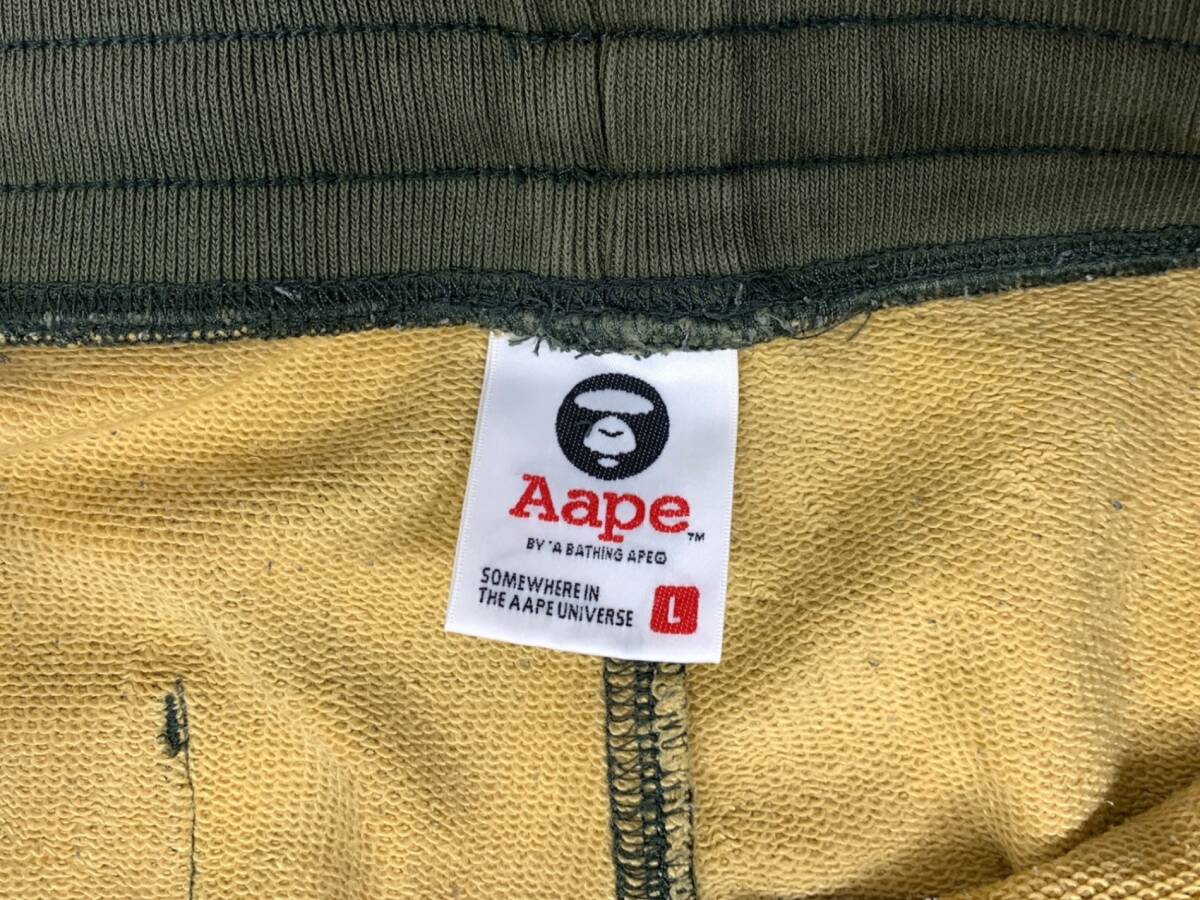 Aape™
BY *A BATHING APE®
SOMEWHERE IN
THE AAPE UNIVERSE
L